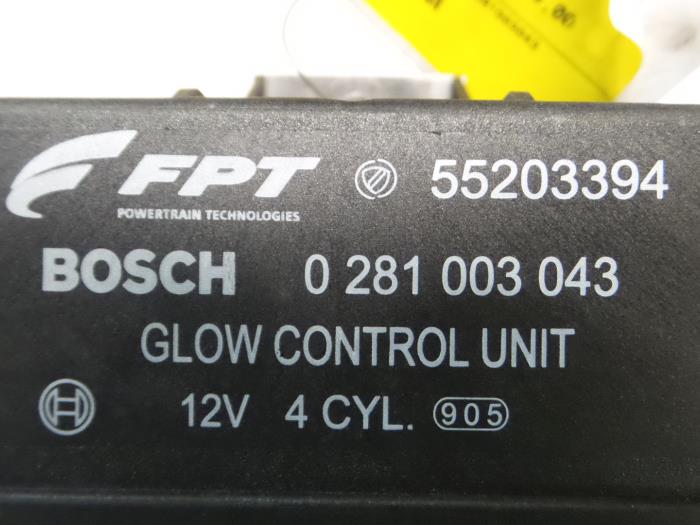 FPT 55203394
POWERTRAIN TECHNOLOGIES
BOSCH 0 281 003 043
GLOW CONTROL UNIT
12V 4 CYL. 905